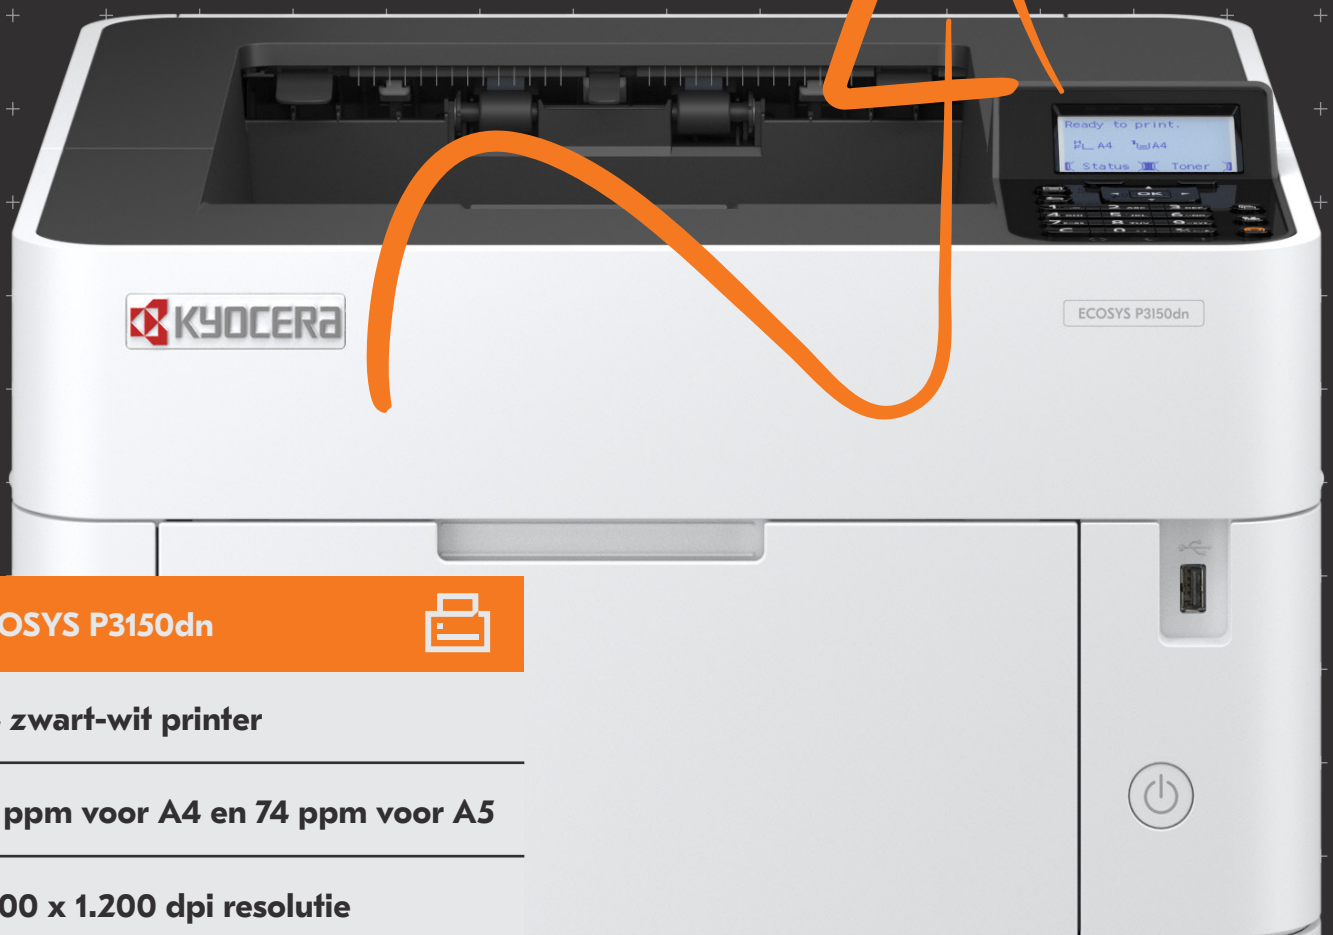 Ready to print.
A4 A4
Status Toner
OK
KYOCERA
ECOSYS P3150dn
OSYS P3150dn
zwart-wit printer
ppm voor A4 en 74 ppm voor A5
00 x 1.200 dpi resolutie